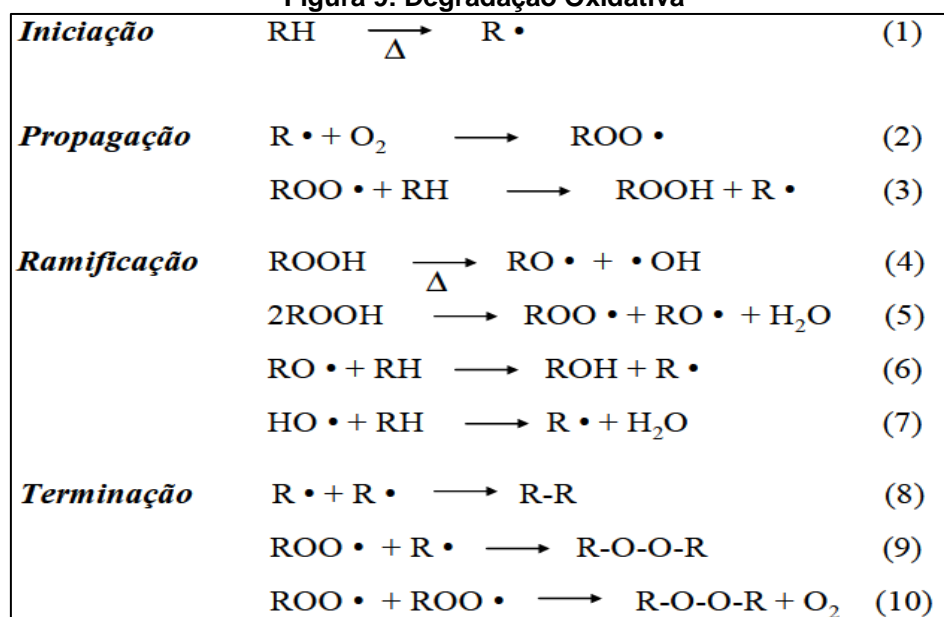 Figura 5: Degradação Oxidativa
Iniciação RH ⟶ R • (1)
Δ
Propagação R • + O₂ ⟶ ROO • (2)
ROO • + RH ⟶ ROOH + R • (3)
Ramificação ROOH ⟶ RO • + • OH (4)
Δ
2ROOH ⟶ ROO • + RO • + H₂O (5)
RO • + RH ⟶ ROH + R • (6)
HO • + RH ⟶ R • + H₂O (7)
Terminação R • + R • ⟶ R-R (8)
ROO • + R • ⟶ R-O-O-R (9)
ROO • + ROO • ⟶ R-O-O-R + O₂ (10)